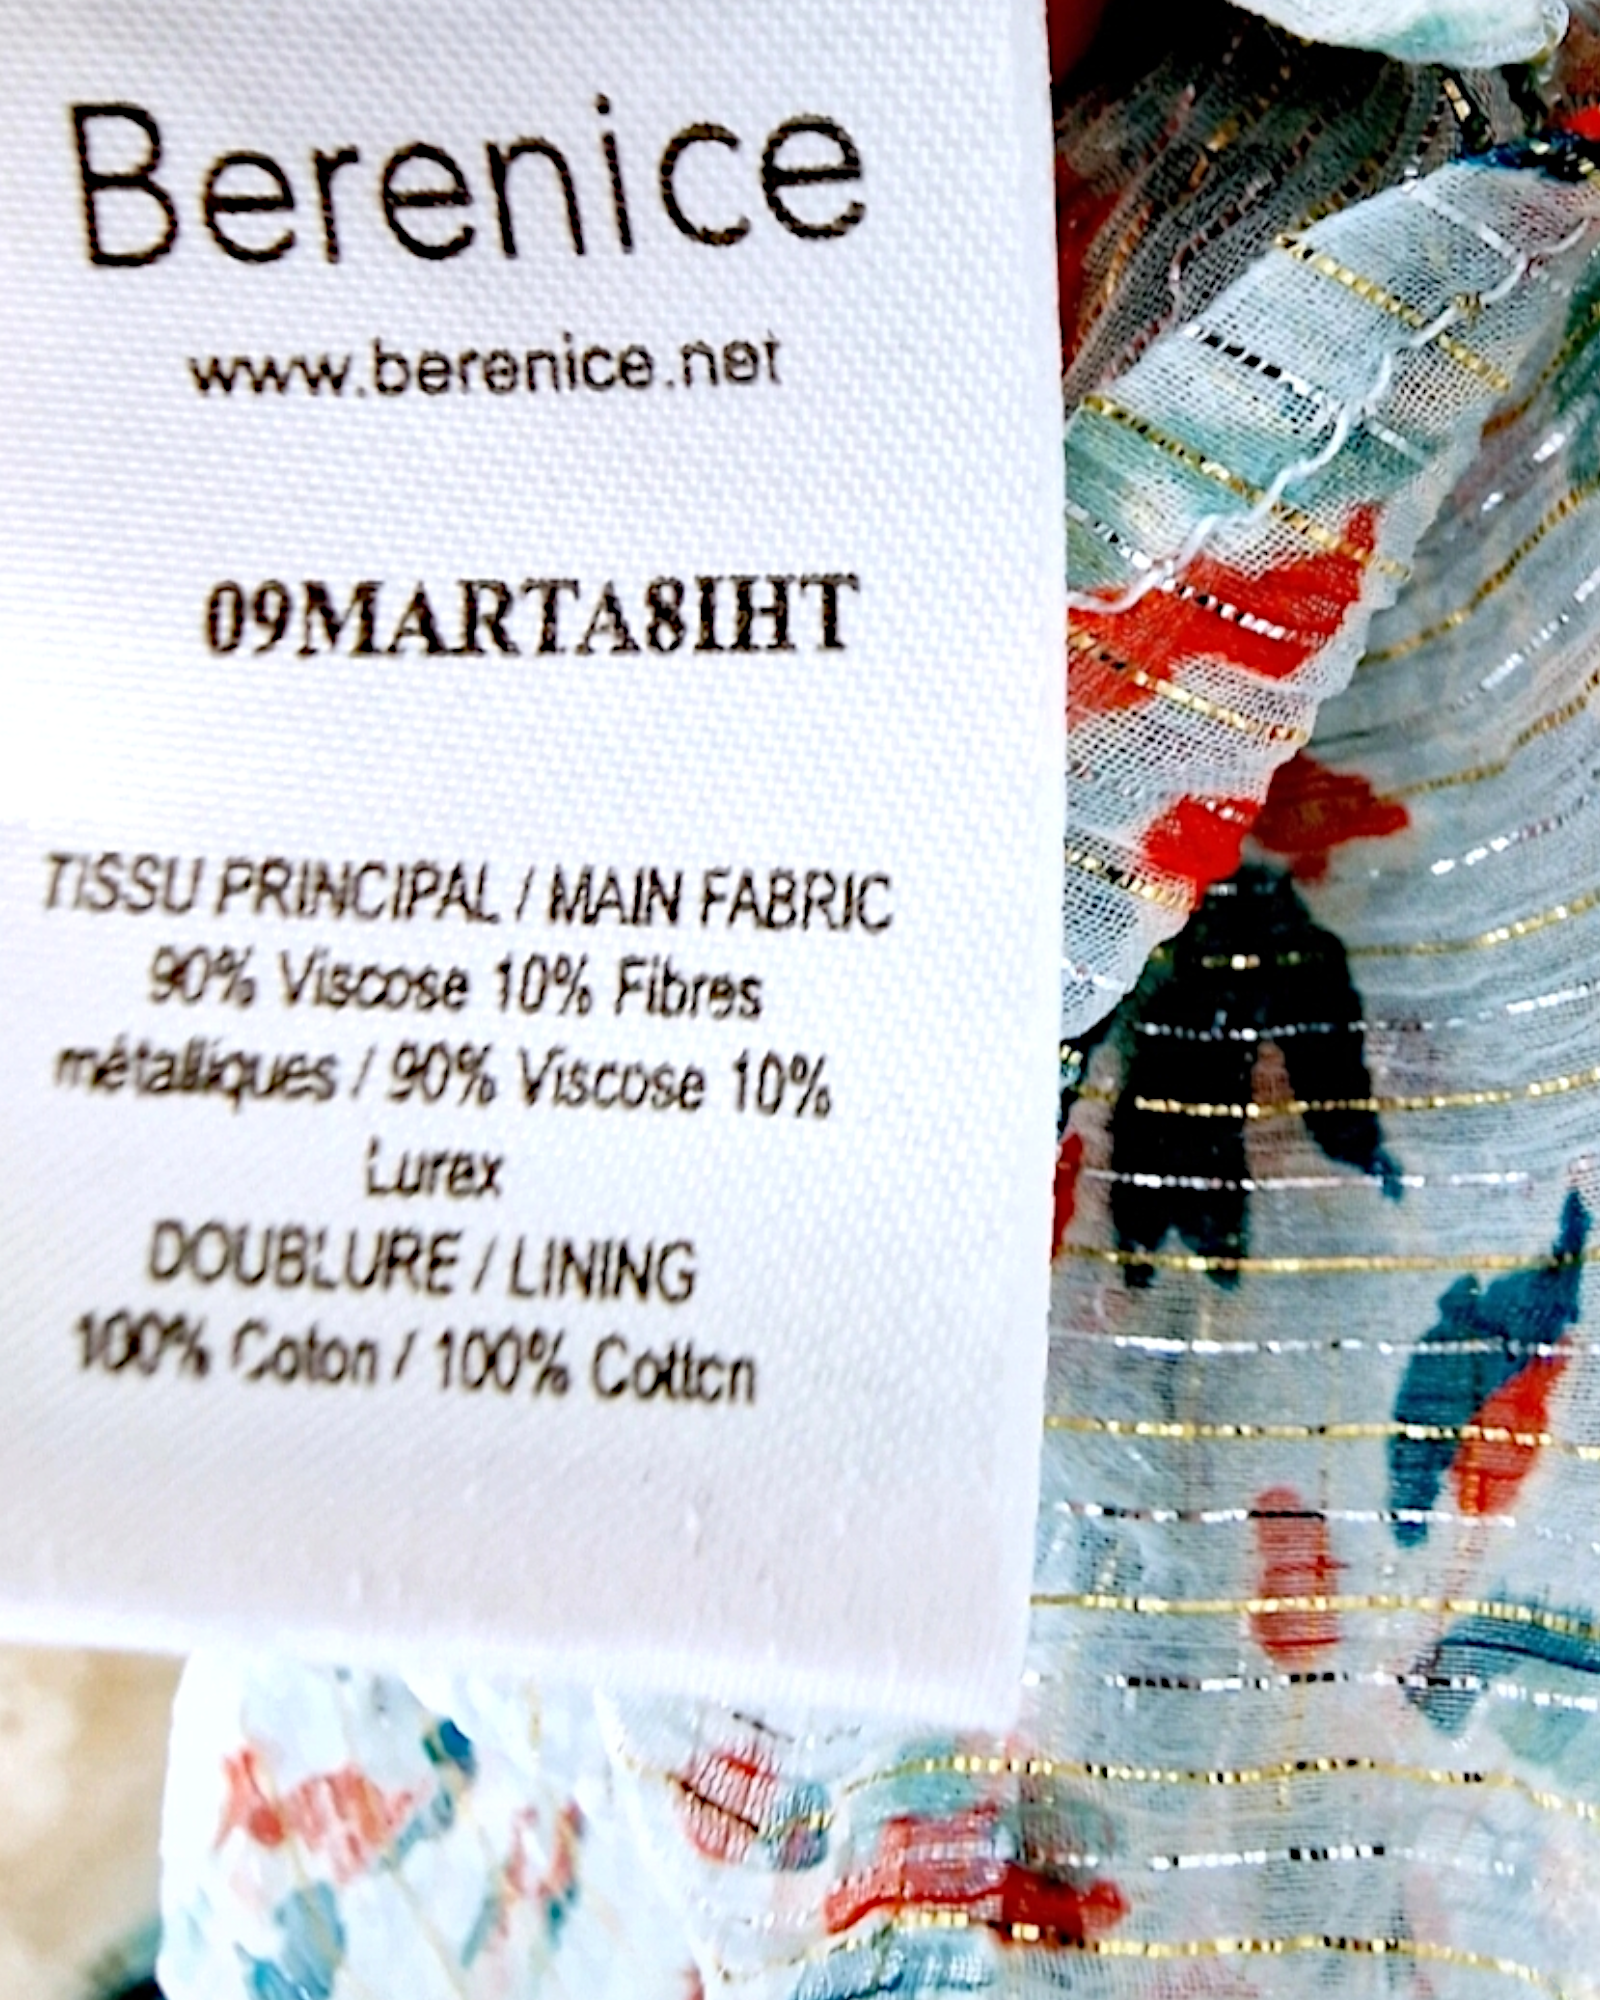 Berenice
www.berenice.net
09MARTA8IHT
TISSU PRINCIPAL / MAIN FABRIC
90% Viscose 10% Fibres
métalliques / 90% Viscose 10%
Lurex
DOUBLURE / LINING
100% Coton / 100% Cotton